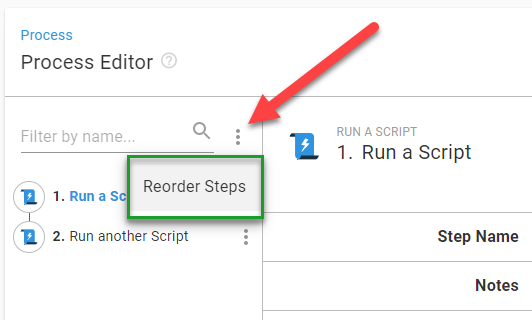 Process
Process Editor
Filter by name...
RUN A SCRIPT
1. Run a Script
Reorder Steps
1. Run a Sc
2. Run another Script
Step Name
Notes